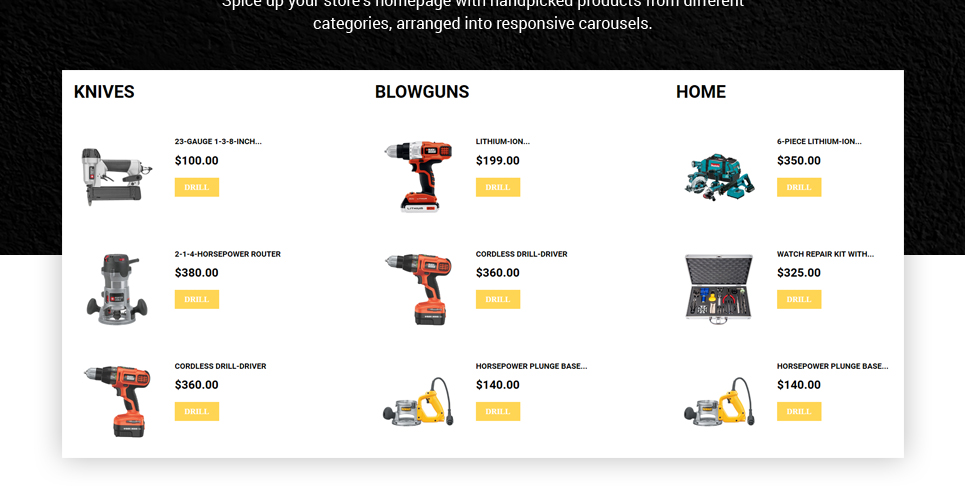 Spice up your store's homepage with handpicked products from different
categories, arranged into responsive carousels.
KNIVES
23-GAUGE 1-3-8-INCH...
$100.00
DRILL
2-1-4-HORSEPOWER ROUTER
$380.00
DRILL
CORDLESS DRILL-DRIVER
$360.00
DRILL
BLOWGUNS
LITHIUM-ION...
$199.00
DRILL
CORDLESS DRILL-DRIVER
$360.00
DRILL
HORSEPOWER PLUNGE BASE...
$140.00
DRILL
HOME
6-PIECE LITHIUM-ION...
$350.00
DRILL
WATCH REPAIR KIT WITH...
$325.00
DRILL
HORSEPOWER PLUNGE BASE...
$140.00
DRILL